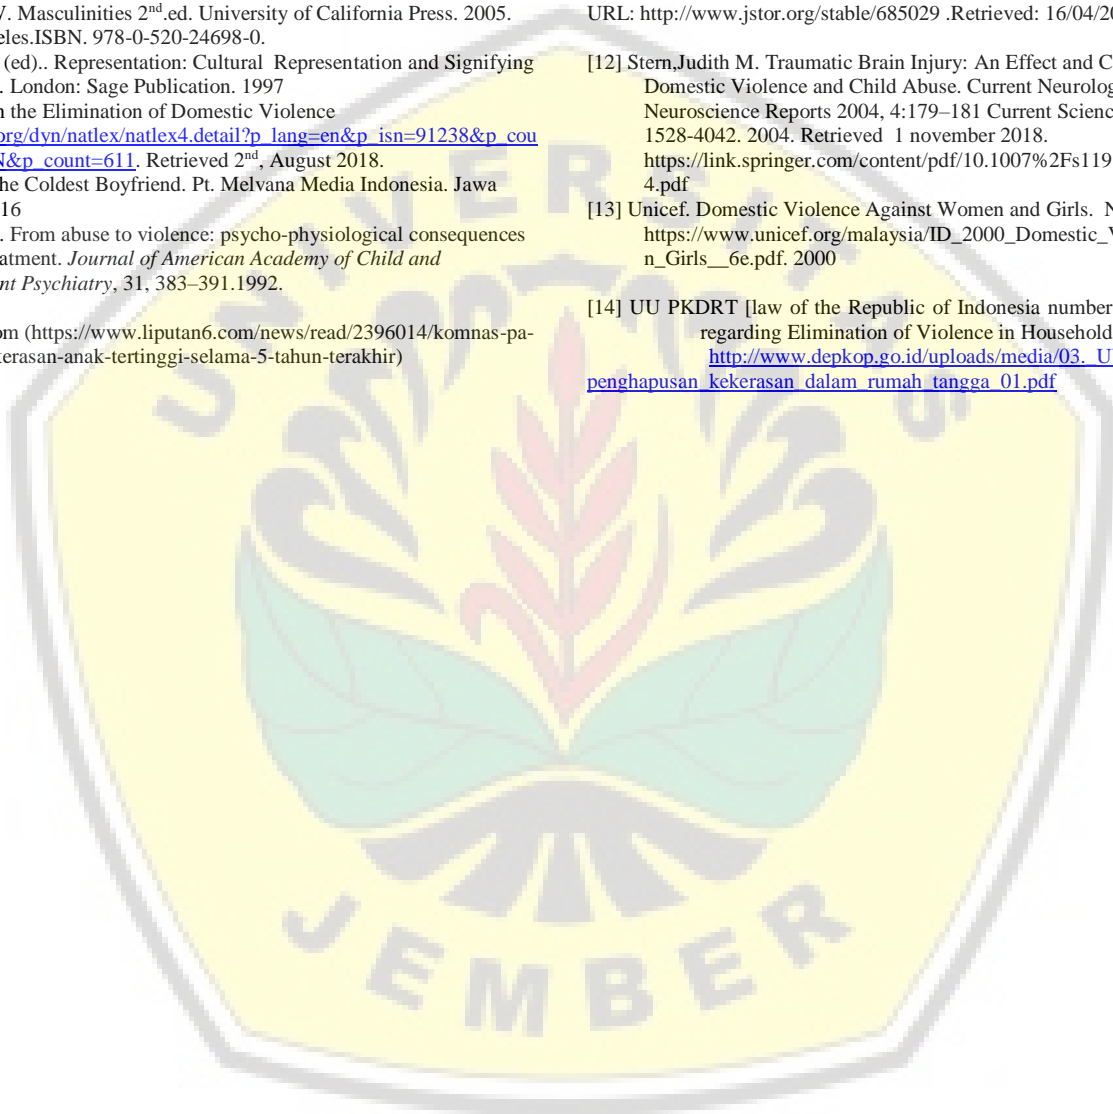 V. Masculinities 2nd.ed. University of California Press. 2005.
eles.ISBN. 978-0-520-24698-0.
(ed).. Representation: Cultural Representation and Signifying
. London: Sage Publication. 1997
n the Elimination of Domestic Violence
org/dyn/natlex/natlex4.detail?p_lang=en&p_isn=91238&p_cou
N&p_count=611. Retrieved 2nd, August 2018.
he Coldest Boyfriend. Pt. Melvana Media Indonesia. Jawa
16
. From abuse to violence: psycho-physiological consequences
atment. Journal of American Academy of Child and
nt Psychiatry, 31, 383–391.1992.
om (https://www.liputan6.com/news/read/2396014/komnas-pa-
kerasan-anak-tertinggi-selama-5-tahun-terakhir)
URL: http://www.jstor.org/stable/685029 .Retrieved: 16/04/20
[12] Stern,Judith M. Traumatic Brain Injury: An Effect and C
Domestic Violence and Child Abuse. Current Neurolog
Neuroscience Reports 2004, 4:179–181 Current Scienc
1528-4042. 2004. Retrieved 1 november 2018.
https://link.springer.com/content/pdf/10.1007%2Fs119
4.pdf
[13] Unicef. Domestic Violence Against Women and Girls. N
https://www.unicef.org/malaysia/ID_2000_Domestic_V
n_Girls__6e.pdf. 2000
[14] UU PKDRT [law of the Republic of Indonesia number
regarding Elimination of Violence in Household
http://www.depkop.go.id/uploads/media/03._U
penghapusan_kekerasan_dalam_rumah_tangga_01.pdf
UNIVERSITAS
JEMBER